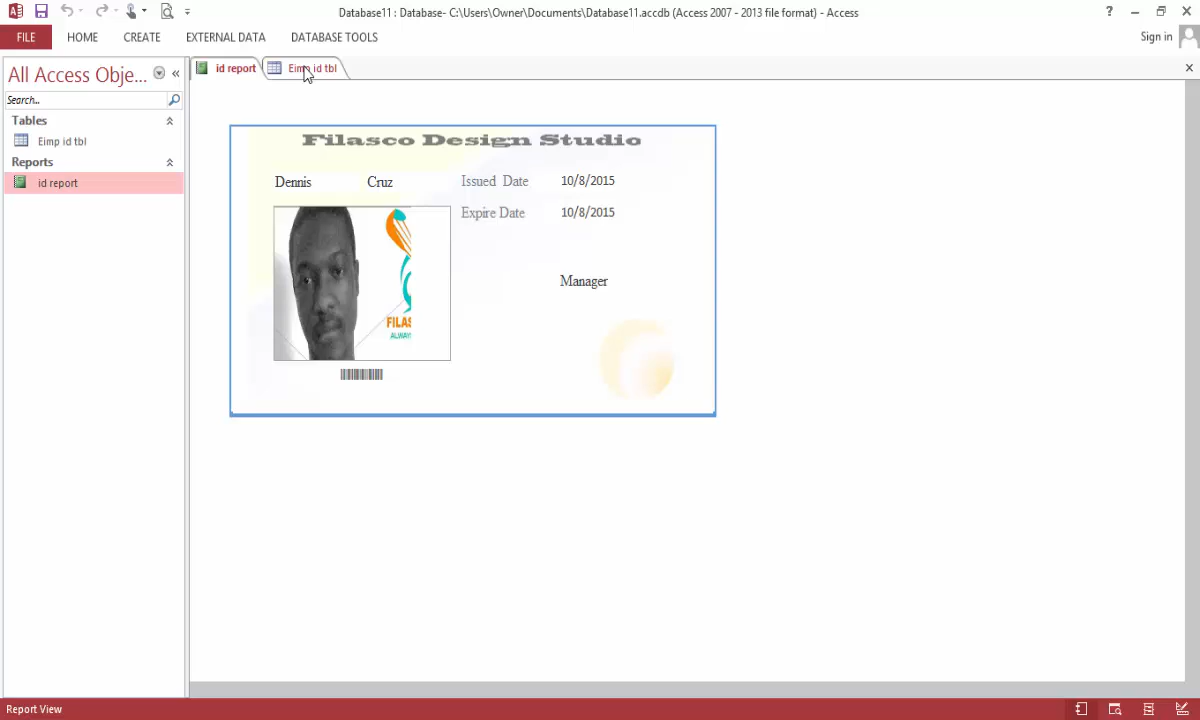 Database11 : Database- C:\Users\Owner\Documents\Database11.accdb (Access 2007 - 2013 file format) - Access
?
FILE HOME CREATE EXTERNAL DATA DATABASE TOOLS
Sign in
All Access Obje...
Search...
Tables
Eimp id tbl
Reports
id report
id report Eimp id tbl
Filasco Design Studio
Dennis Cruz Issued Date 10/8/2015
Expire Date 10/8/2015
Manager
FILAS
ALWAY
Report View